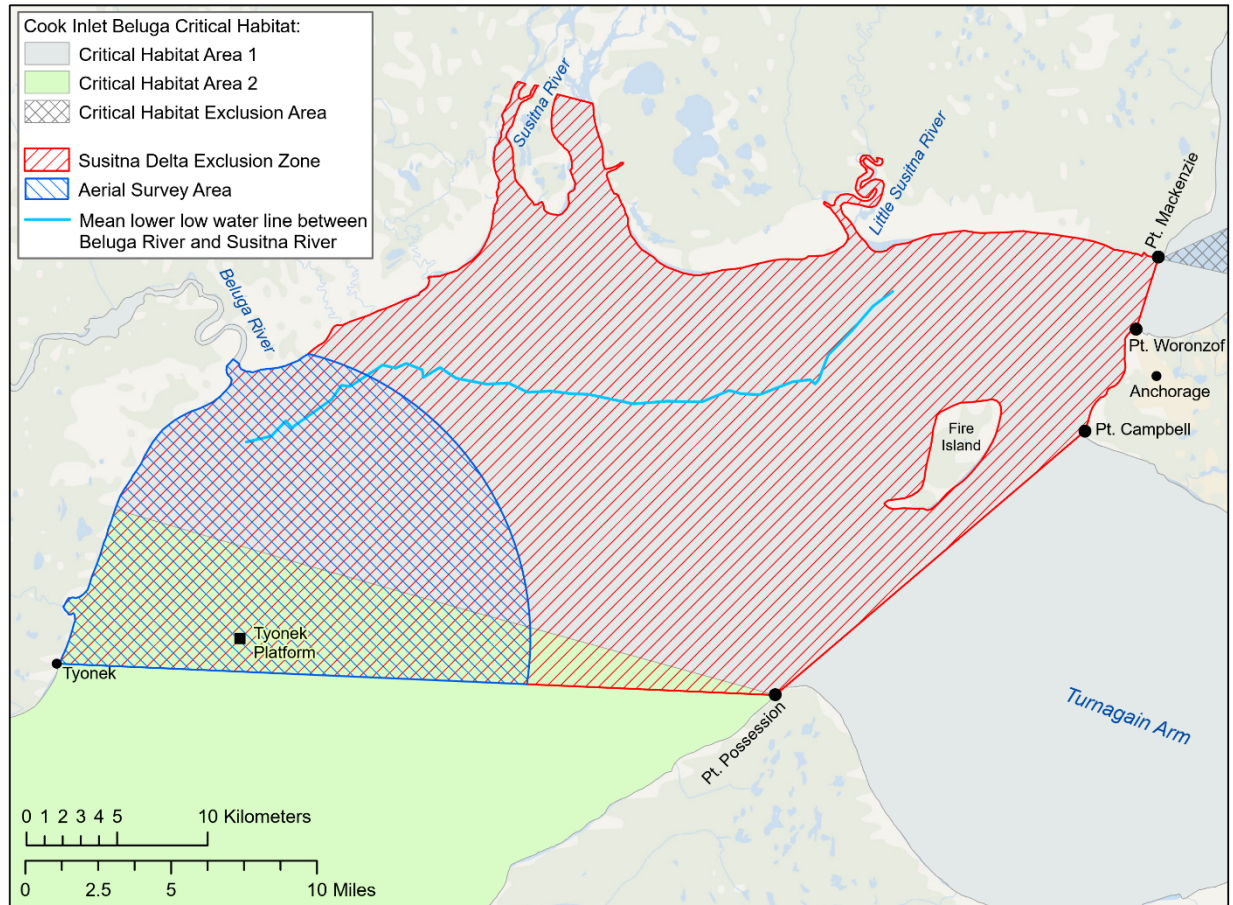 Cook Inlet Beluga Critical Habitat:
Critical Habitat Area 1
Critical Habitat Area 2
Critical Habitat Exclusion Area
Susitna Delta Exclusion Zone
Aerial Survey Area
Mean lower low water line between
Beluga River and Susitna River
Susitna River
Little Susitna River
Pt. Mackenzie
Beluga River
Pt. Woronzof
Anchorage
Pt. Campbell
Fire
Island
Tyonek
Platform
Tyonek
Pt. Possession
Turnagain Arm
0 1 2 3 4 5 10 Kilometers
0 2.5 5 10 Miles